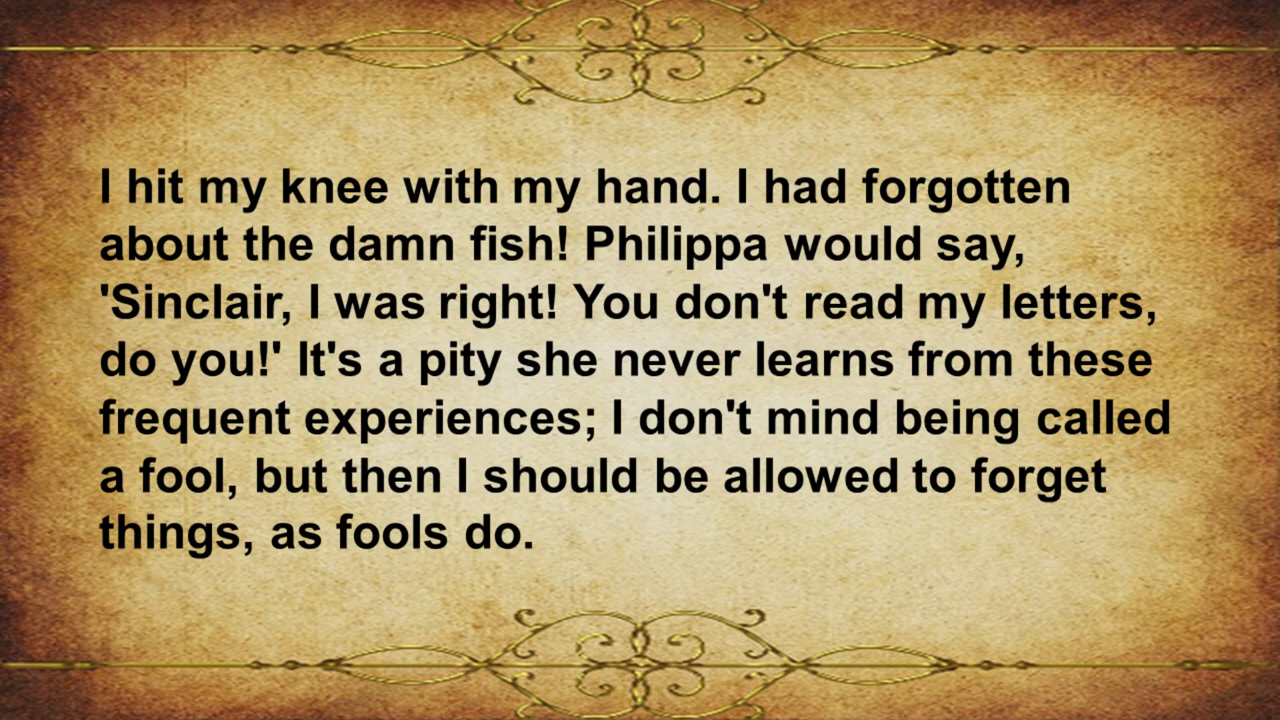 I hit my knee with my hand. I had forgotten
about the damn fish! Philippa would say,
'Sinclair, I was right! You don't read my letters,
do you!' It's a pity she never learns from these
frequent experiences; I don't mind being called
a fool, but then I should be allowed to forget
things, as fools do.